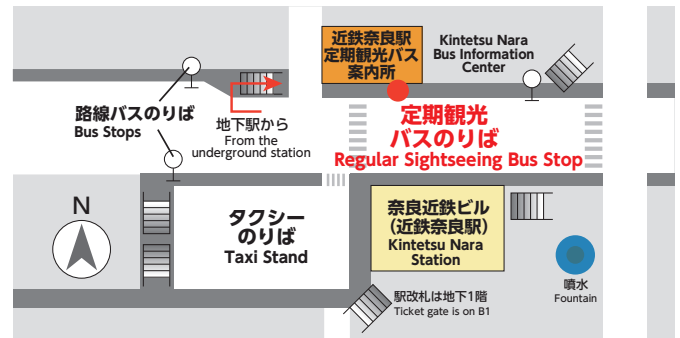 近鉄奈良駅
定期観光バス
案内所
Kintetsu Nara
Bus Information
Center
路線バスのりば
Bus Stops
地下駅から
From the
underground station
定期観光
バスのりば
Regular Sightseeing Bus Stop
N
タクシー
のりば
Taxi Stand
奈良近鉄ビル
(近鉄奈良駅)
Kintetsu Nara
Station
噴水
Fountain
駅改札は地下1階
Ticket gate is on B1